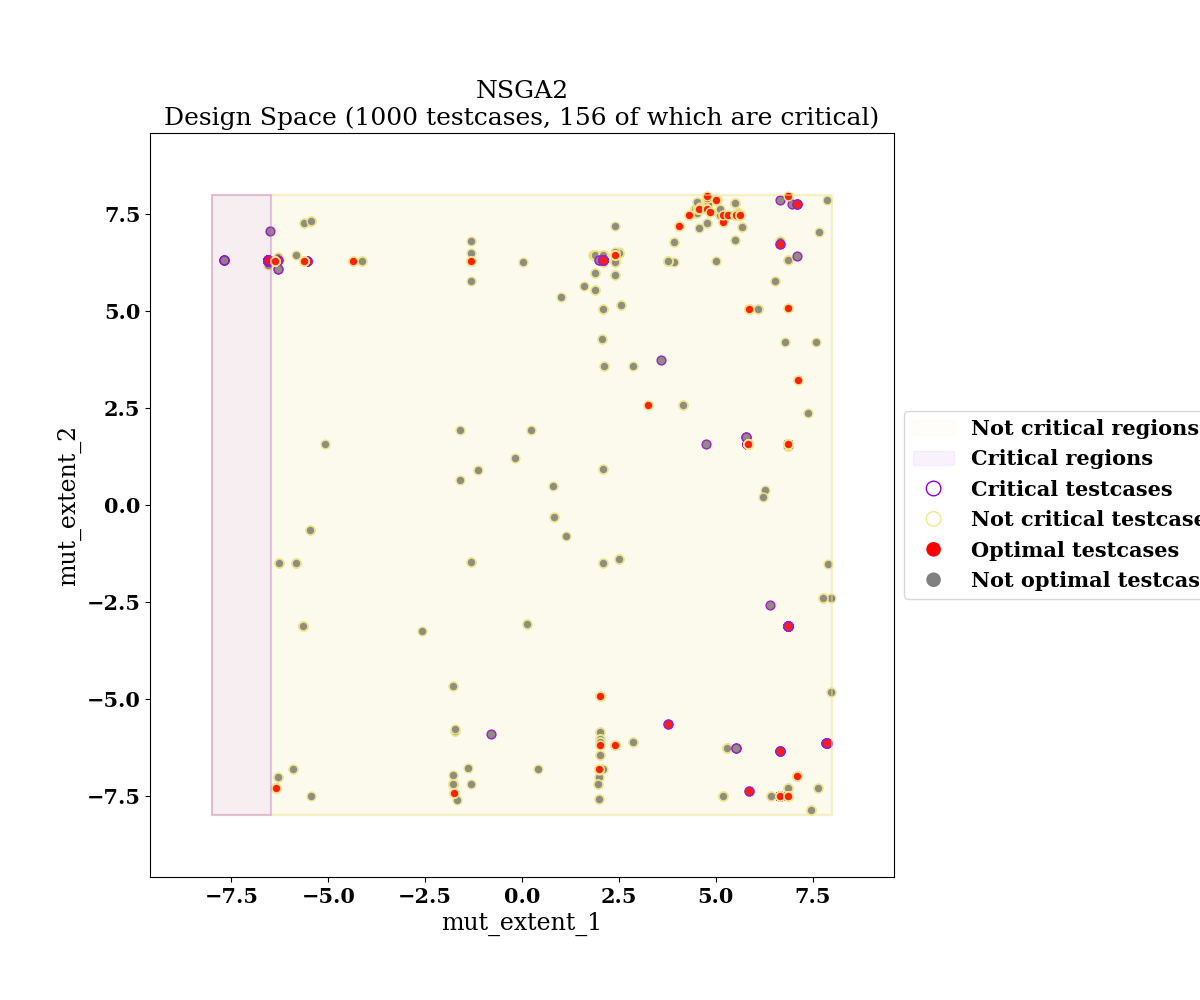 NSGA2
Design Space (1000 testcases, 156 of which are critical)
7.5
5.0
2.5
0.0
−2.5
−5.0
−7.5
mut_extent_2
−7.5 −5.0 −2.5 0.0 2.5 5.0 7.5
mut_extent_1
Not critical regions
Critical regions
Critical testcases
Not critical testcase
Optimal testcases
Not optimal testcas